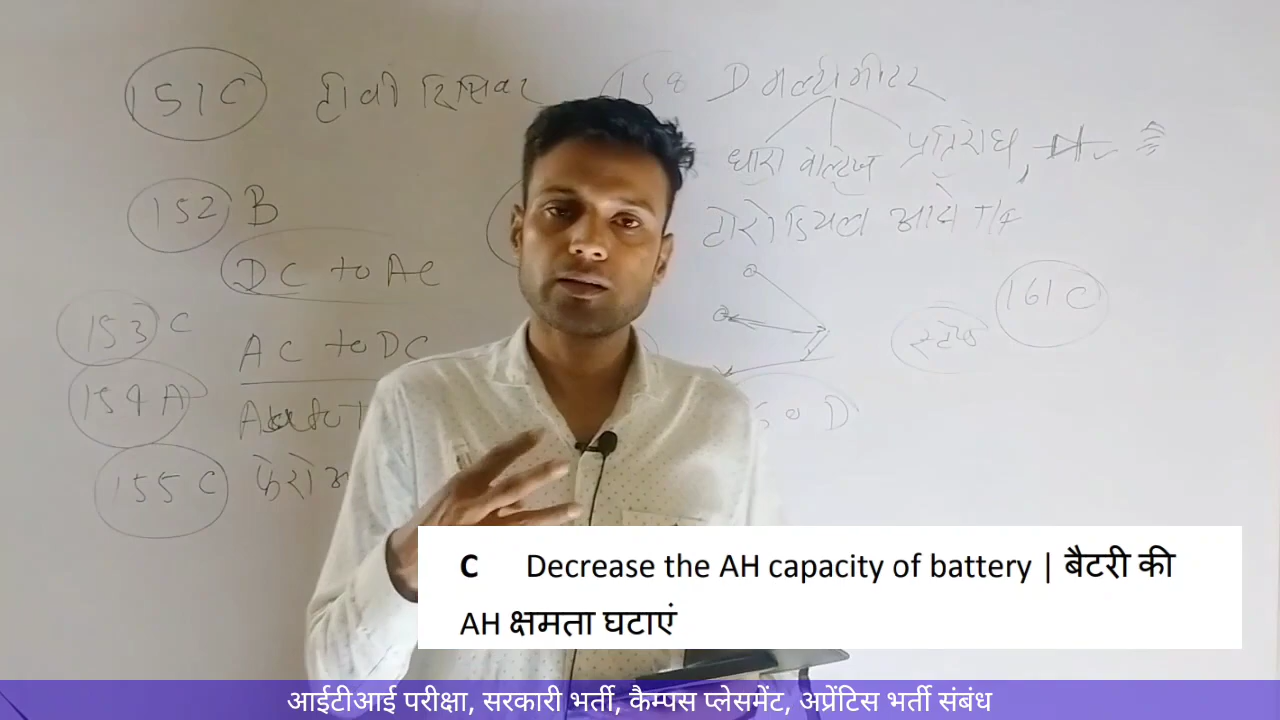 151 C टीवी रिसिवर
152 B
DC to AC
153 C
AC to DC
154 A
155 C फेरो
D मल्टीमीटर
धारा वोल्टेज प्रतिरोध,
टोरोडियल आटो T/F
161 C
स्टेप
D
C Decrease the AH capacity of battery | बैटरी की
AH क्षमता घटाएं
आईटीआई परीक्षा, सरकारी भर्ती, कैम्पस प्लेसमेंट, अप्रेंटिस भर्ती संबंध